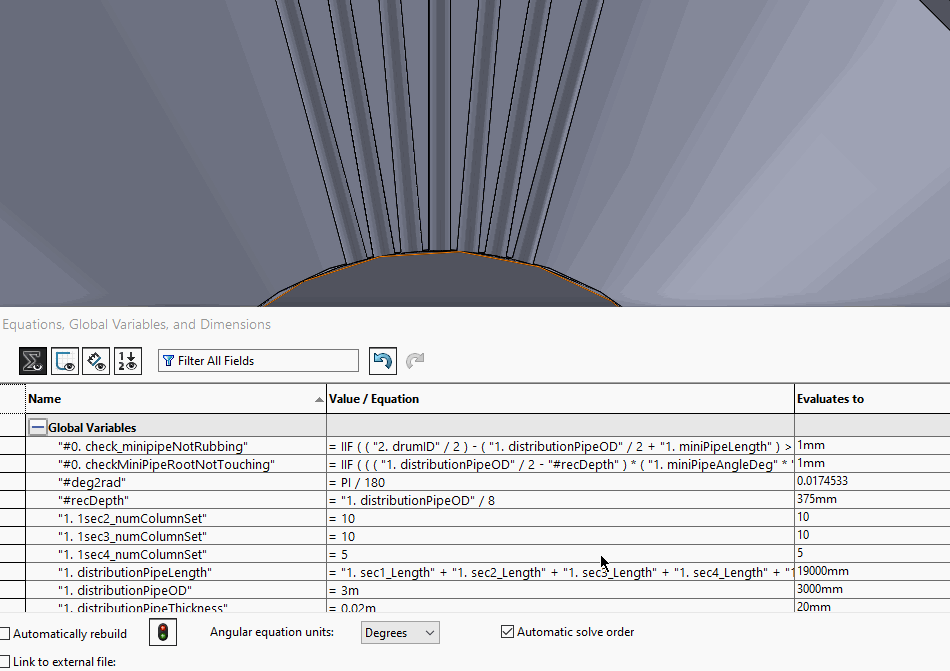 Equations, Global Variables, and Dimensions
Filter All Fields
Name Value / Equation Evaluates to
Global Variables
"#0. check_minipipeNotRubbing" = IIF ( ( "2. drumID" / 2 ) - ( "1. distributionPipeOD" / 2 + "1. miniPipeLength" ) > 1mm
"#0. checkMiniPipeRootNotTouching" = IIF ( ( ( "1. distributionPipeOD" / 2 - "#recDepth" ) * ( "1. miniPipeAngleDeg" * " 1mm
"#deg2rad" = PI / 180 0.0174533
"#recDepth" = "1. distributionPipeOD" / 8 375mm
"1. 1sec2_numColumnSet" = 10 10
"1. 1sec3_numColumnSet" = 10 10
"1. 1sec4_numColumnSet" = 5 5
"1. distributionPipeLength" = "1. sec1_Length" + "1. sec2_Length" + "1. sec3_Length" + "1. sec4_Length" + "1 19000mm
"1. distributionPipeOD" = 3m 3000mm
"1. distributionPipeThickness" = 0.02m 20mm
Automatically rebuild Angular equation units: Degrees Automatic solve order
Link to external file: